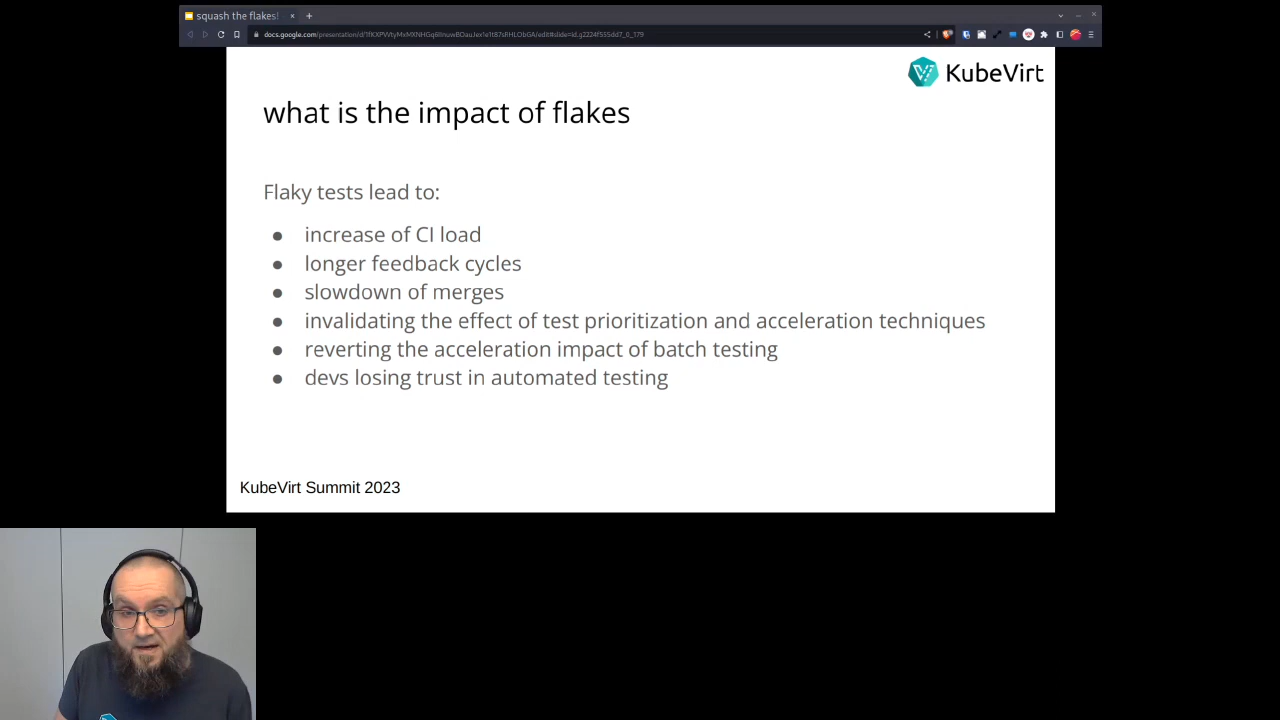 squash the flakes!
KubeVirt
what is the impact of flakes
Flaky tests lead to:
● increase of CI load
● longer feedback cycles
● slowdown of merges
● invalidating the effect of test prioritization and acceleration techniques
● reverting the acceleration impact of batch testing
● devs losing trust in automated testing
KubeVirt Summit 2023